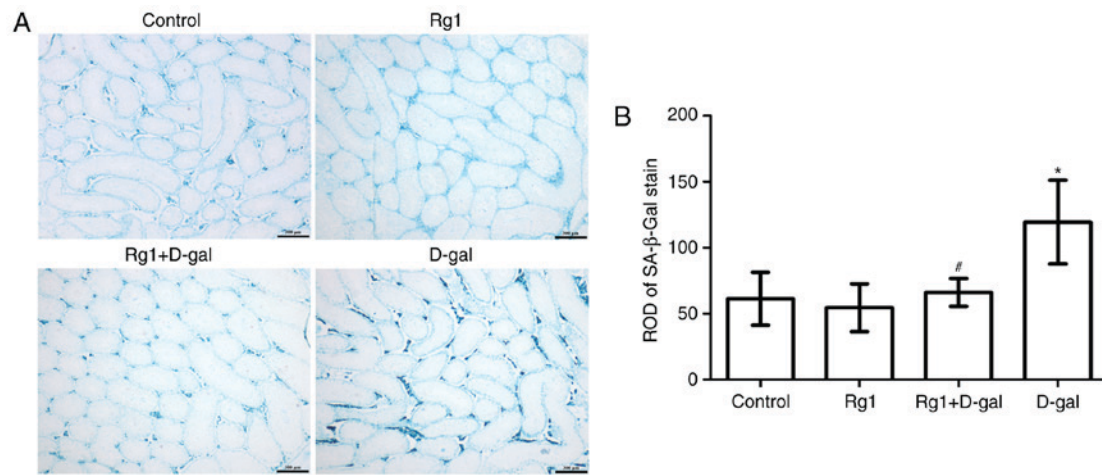 A
Control
Rg1
Rg1+D-gal
D-gal
B
ROD of SA-β-Gal stain
200
150
100
50
0
*
#
Control
Rg1
Rg1+D-gal
D-gal